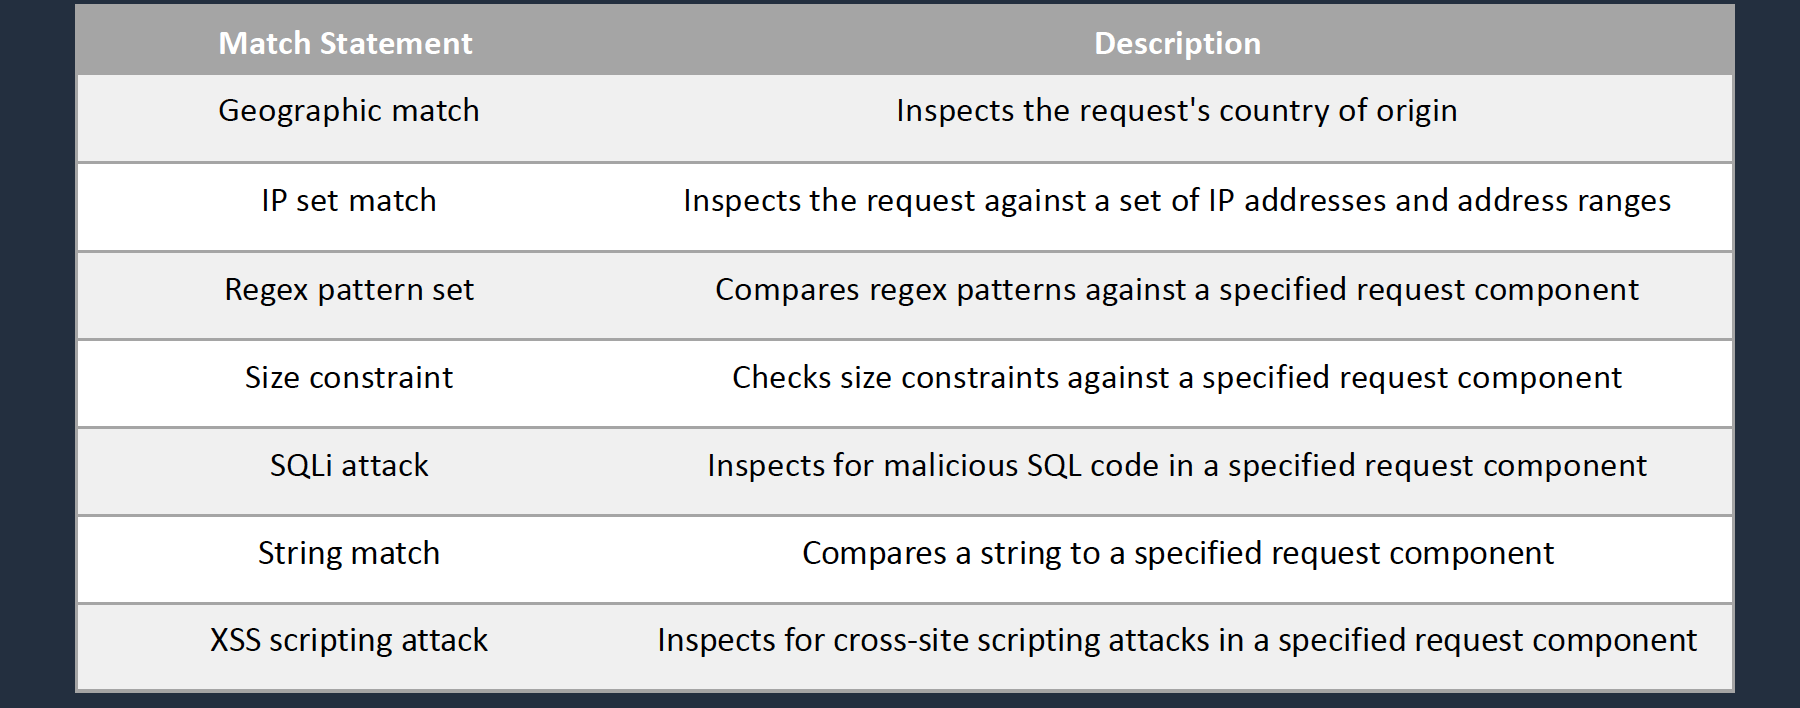 Match Statement Description
Geographic match Inspects the request's country of origin
IP set match Inspects the request against a set of IP addresses and address ranges
Regex pattern set Compares regex patterns against a specified request component
Size constraint Checks size constraints against a specified request component
SQLi attack Inspects for malicious SQL code in a specified request component
String match Compares a string to a specified request component
XSS scripting attack Inspects for cross-site scripting attacks in a specified request component